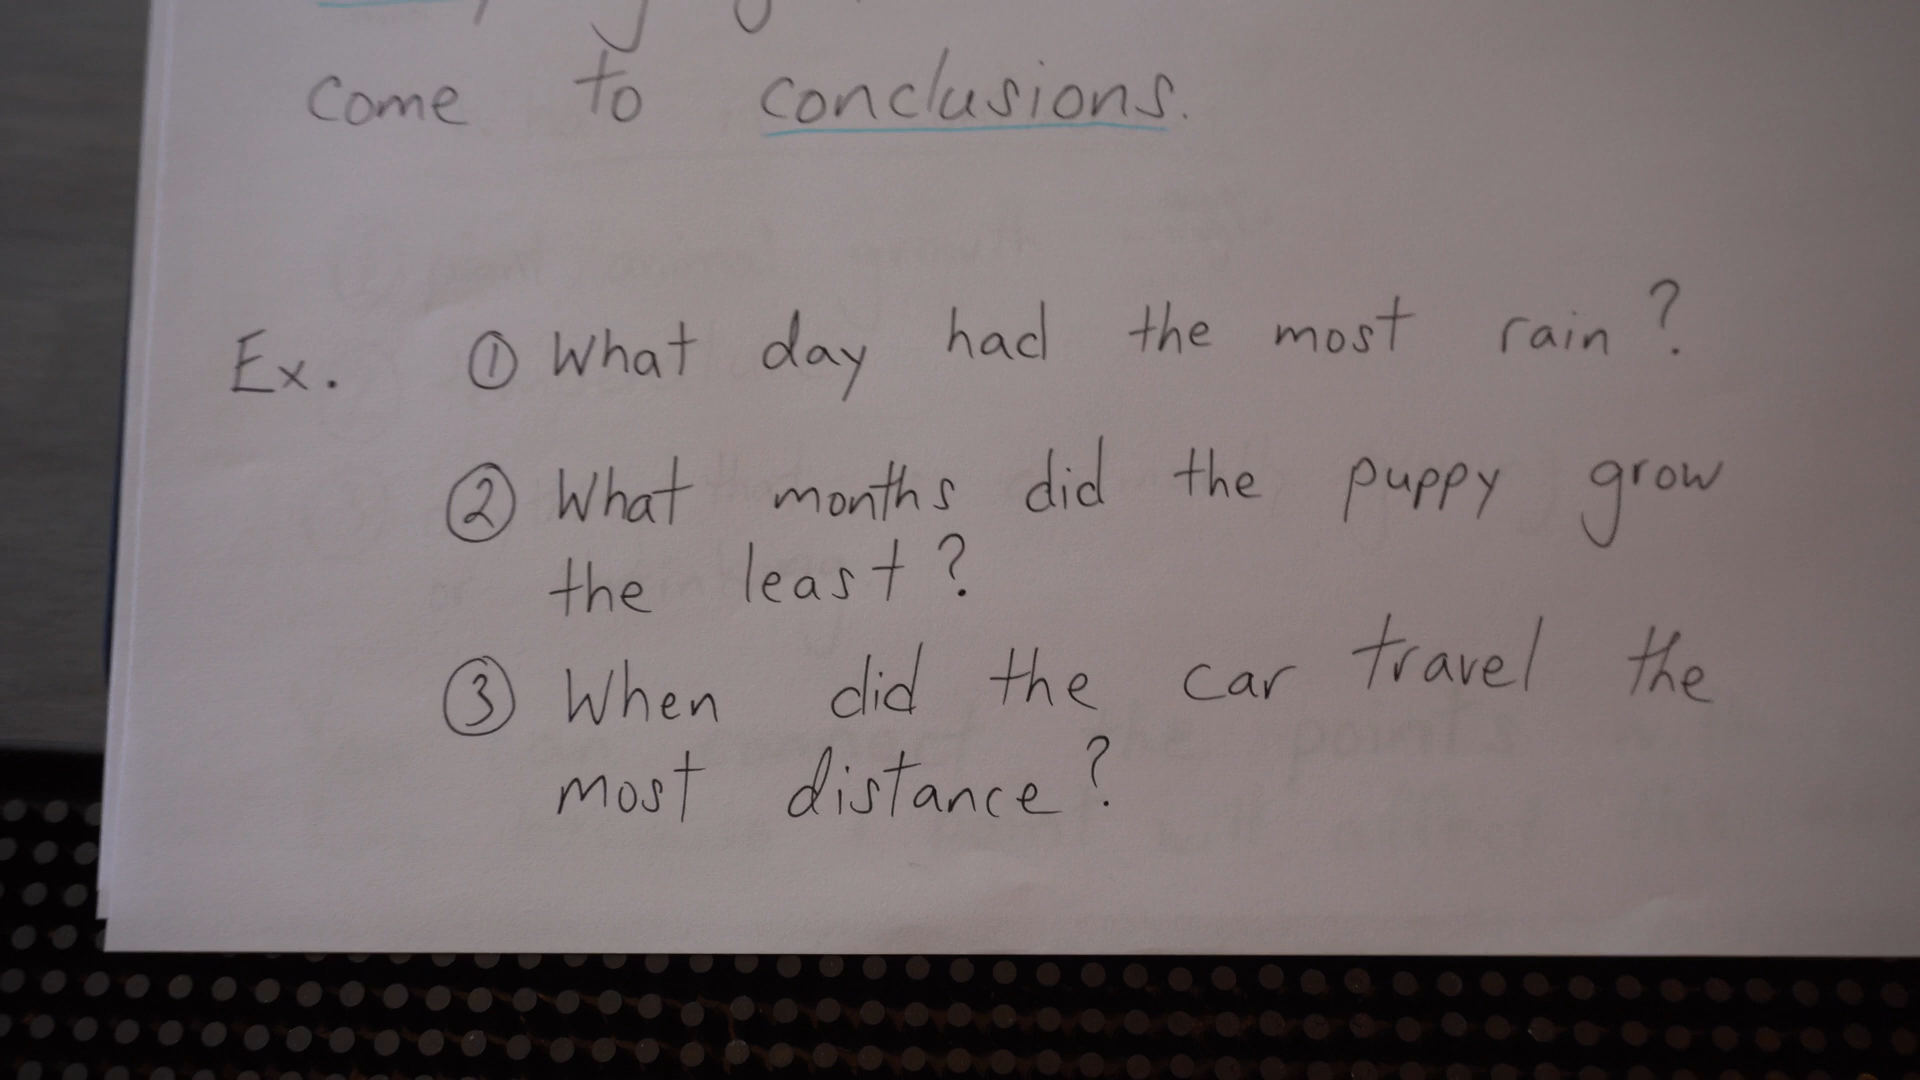 come to conclusions.
Ex. ① What day had the most rain?
② What months did the puppy grow
the least?
③ When did the car travel the
most distance?